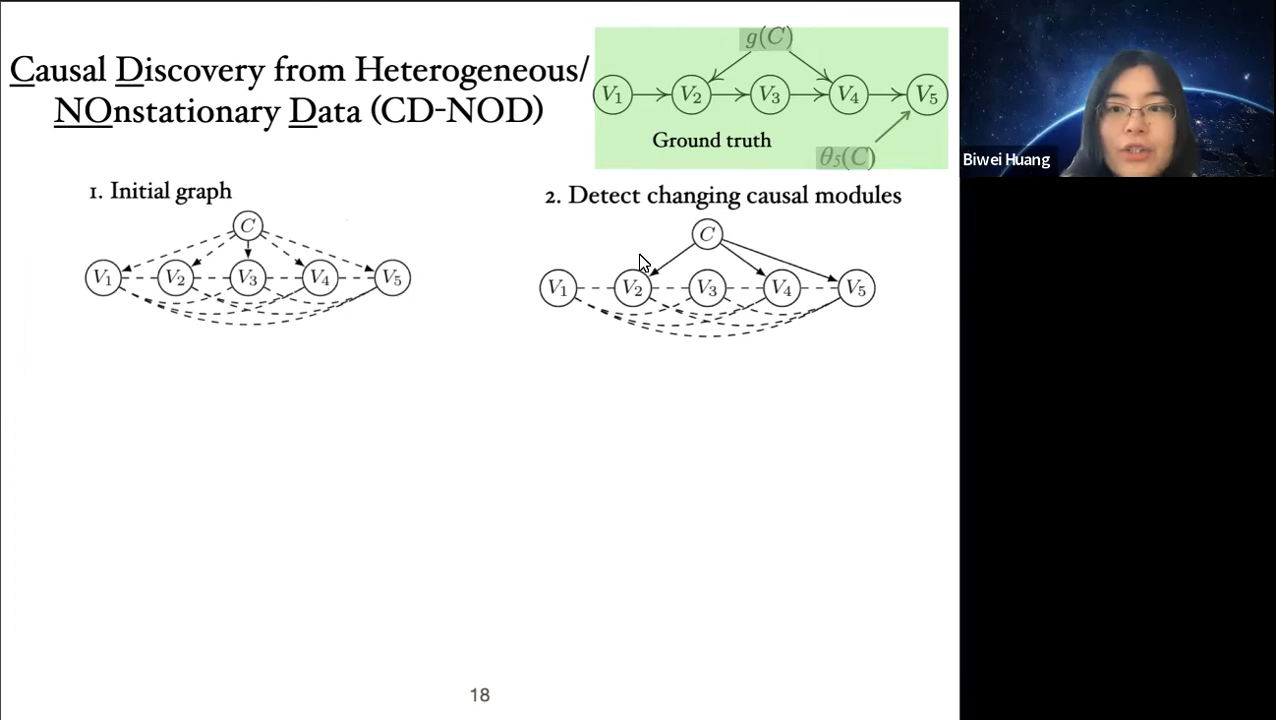 Causal Discovery from Heterogeneous/
NOnstationary Data (CD-NOD)
g(C)
V1 V2 V3 V4 V5
Ground truth
θ5(C)
Biwei Huang
1. Initial graph
C
V1 V2 V3 V4 V5
2. Detect changing causal modules
C
V1 V2 V3 V4 V5
18